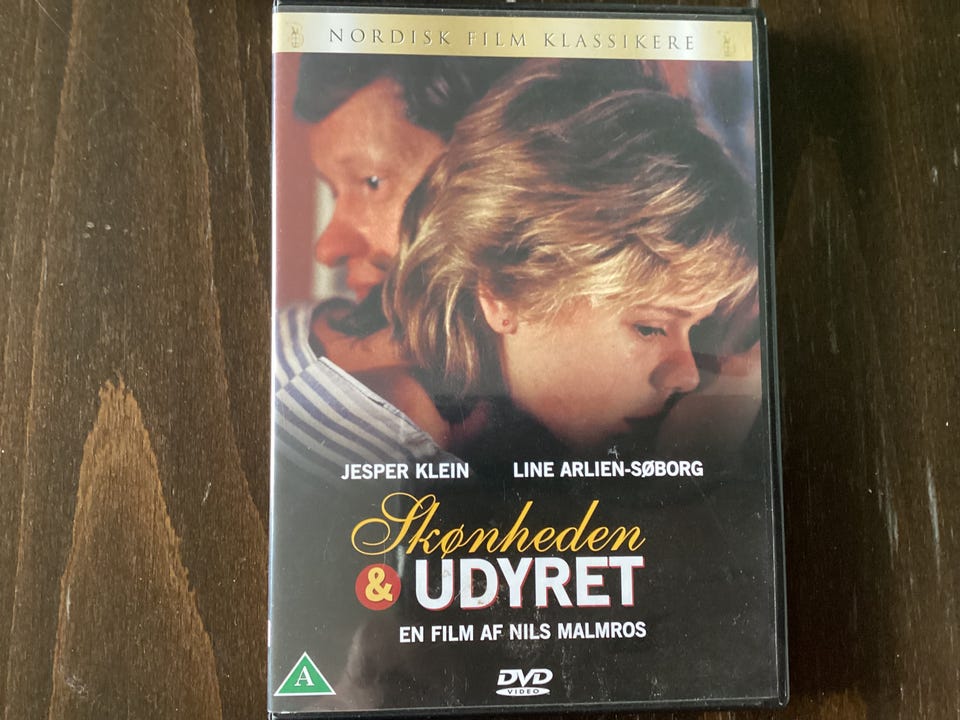 NORDISK FILM KLASSIKERE
JESPER KLEIN LINE ARLIEN-SØBORG
Skønheden
& UDYRET
EN FILM AF NILS MALMROS
A
DVD
VIDEO